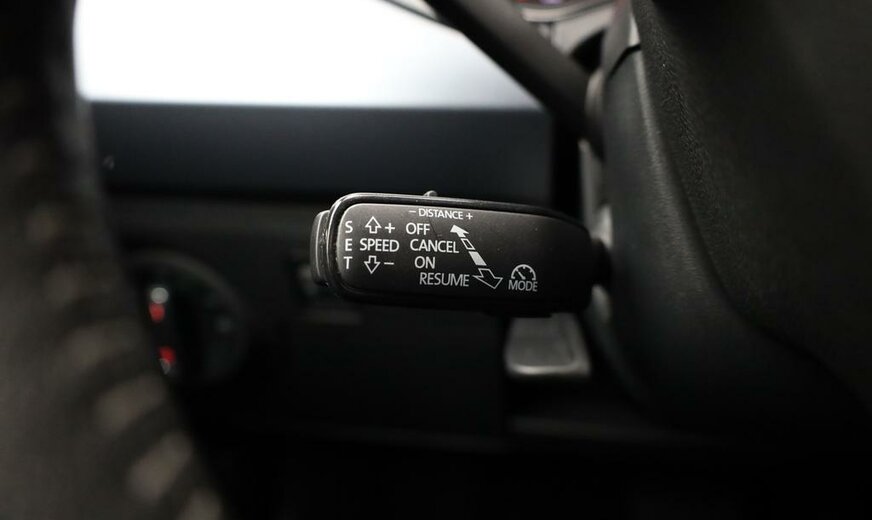 - DISTANCE +
S + OFF
E SPEED CANCEL
T - ON
RESUME MODE